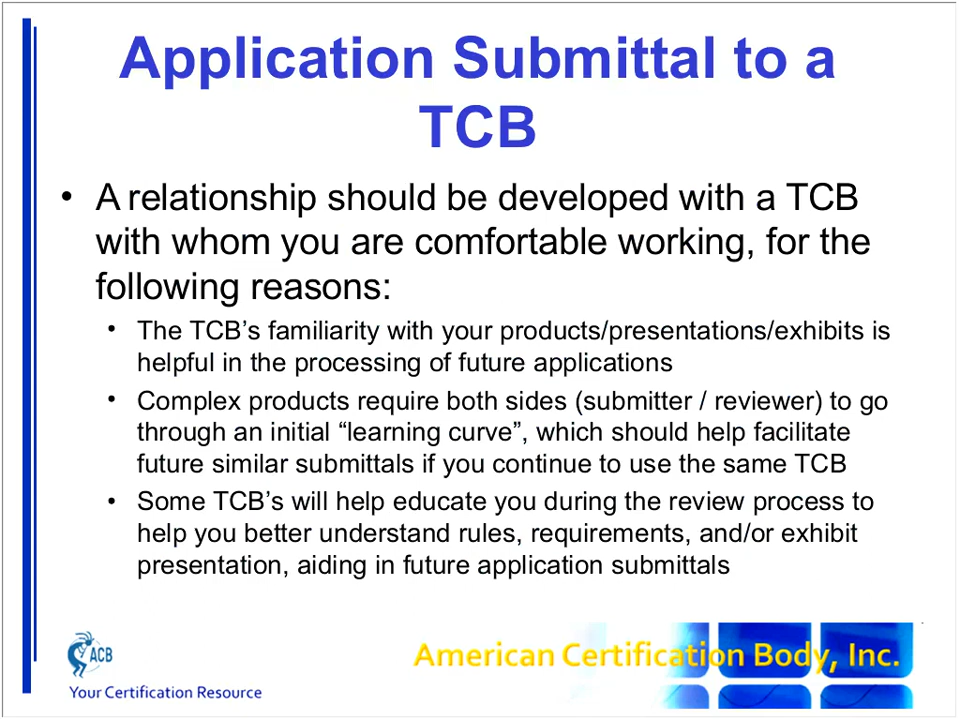 Application Submittal to a
TCB
• A relationship should be developed with a TCB
with whom you are comfortable working, for the
following reasons:
• The TCB’s familiarity with your products/presentations/exhibits is
helpful in the processing of future applications
• Complex products require both sides (submitter / reviewer) to go
through an initial “learning curve”, which should help facilitate
future similar submittals if you continue to use the same TCB
• Some TCB’s will help educate you during the review process to
help you better understand rules, requirements, and/or exhibit
presentation, aiding in future application submittals
ACB
American Certification Body, Inc.
Your Certification Resource